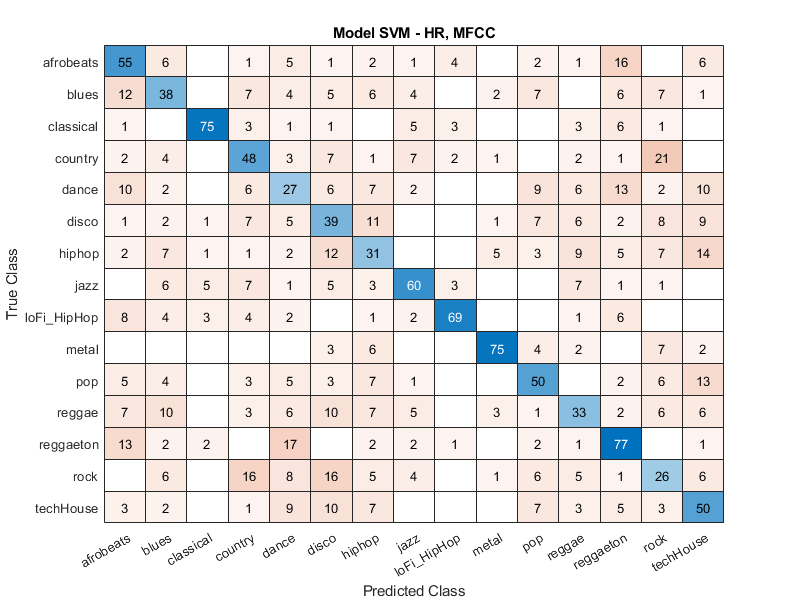 Model SVM - HR, MFCC
afrobeats 55 6 1 5 1 2 1 4 2 1 16 6
blues 12 38 7 4 5 6 4 2 7 6 7 1
classical 1 75 3 1 1 5 3 3 6 1
country 2 4 48 3 7 1 7 2 1 2 1 21
dance 10 2 6 27 6 7 2 9 6 13 2 10
disco 1 2 1 7 5 39 11 1 7 6 2 8 9
hiphop 2 7 1 1 2 12 31 5 3 9 5 7 14
jazz 6 5 7 1 5 3 60 3 7 1 1
loFi_HipHop 8 4 3 4 2 1 2 69 1 6
metal 3 6 75 4 2 7 2
pop 5 4 3 5 3 7 1 50 2 6 13
reggae 7 10 3 6 10 7 5 3 1 33 2 6 6
reggaeton 13 2 2 17 2 2 1 2 1 77 1
rock 6 16 8 16 5 4 1 6 5 1 26 6
techHouse 3 2 1 9 10 7 7 3 5 3 50
True Class
afrobeats blues classical country dance disco hiphop jazz loFi_HipHop metal pop reggae reggaeton rock techHouse
Predicted Class